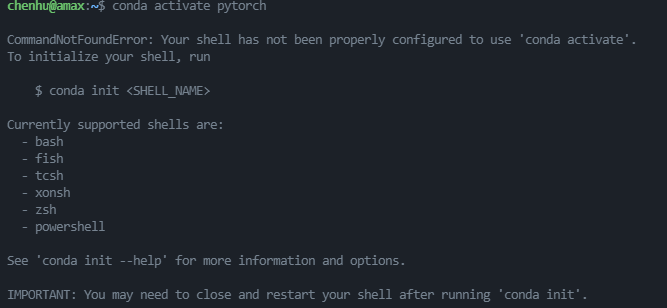 chenhu@amax:~$ conda activate pytorch
CommandNotFoundError: Your shell has not been properly configured to use 'conda activate'.
To initialize your shell, run
    $ conda init <SHELL_NAME>
Currently supported shells are:
  - bash
  - fish
  - tcsh
  - xonsh
  - zsh
  - powershell
See 'conda init --help' for more information and options.
IMPORTANT: You may need to close and restart your shell after running 'conda init'.